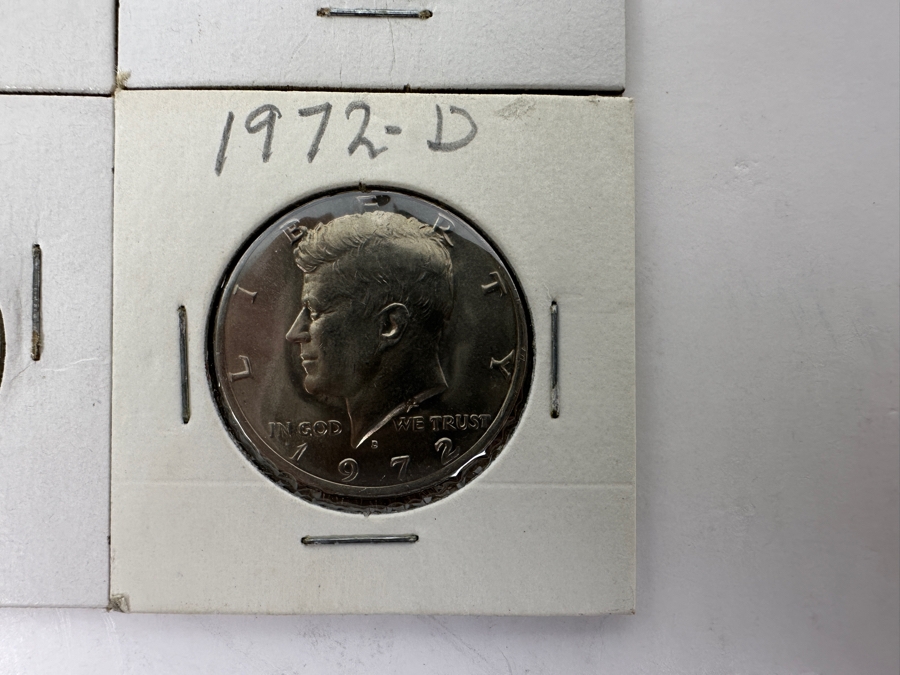 1972-D
LIBERTY
IN GOD WE TRUST
D
1972